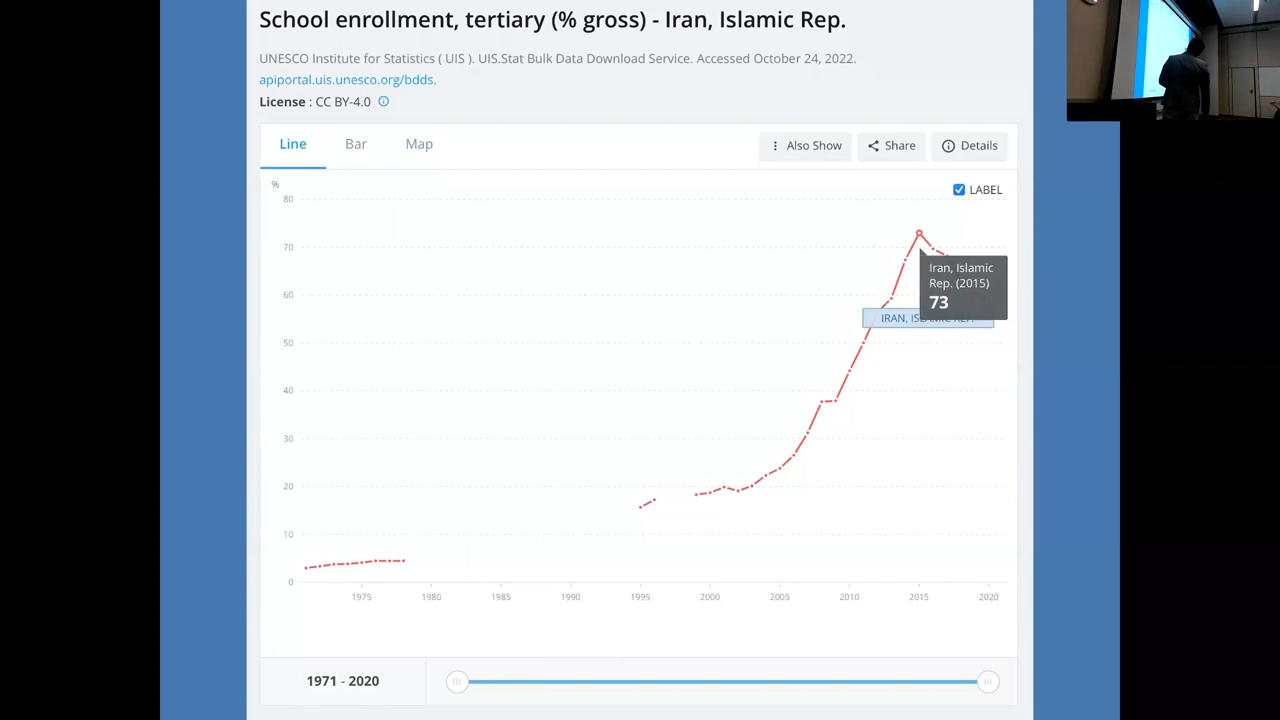 School enrollment, tertiary (% gross) - Iran, Islamic Rep.
UNESCO Institute for Statistics ( UIS ). UIS.Stat Bulk Data Download Service. Accessed October 24, 2022.
apiportal.uis.unesco.org/bdds.
License : CC BY-4.0
Line
Bar
Map
Also Show
Share
Details
%
LABEL
80
70
60
50
40
30
20
10
0
Iran, Islamic
Rep. (2015)
73
IRAN, ISLAMIC REP.
1975
1980
1985
1990
1995
2000
2005
2010
2015
2020
1971 - 2020